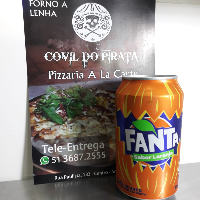 FORNO A
LENHA
COVIL DO PIRATA
Pizzaria A La Carte
Tele-Entrega
51 3687.2555
FANTA
Sabor Laranja